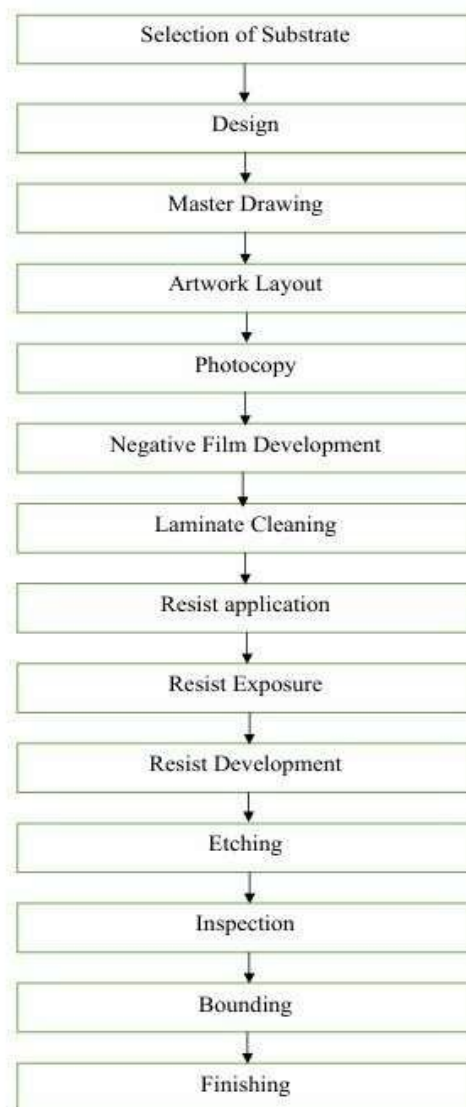 Selection of Substrate
Design
Master Drawing
Artwork Layout
Photocopy
Negative Film Development
Laminate Cleaning
Resist application
Resist Exposure
Resist Development
Etching
Inspection
Bounding
Finishing